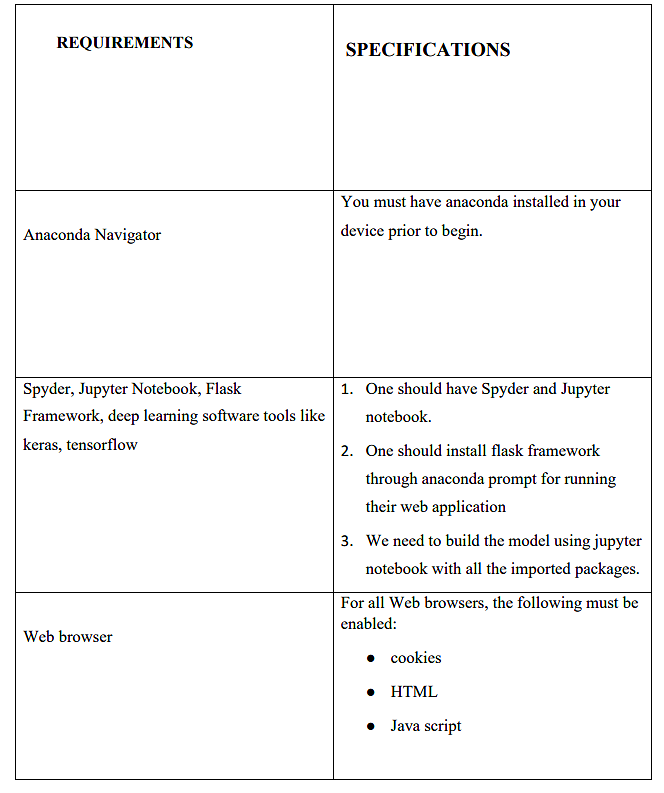 REQUIREMENTS
SPECIFICATIONS
Anaconda Navigator
You must have anaconda installed in your
device prior to begin.
Spyder, Jupyter Notebook, Flask
Framework, deep learning software tools like
keras, tensorflow
1. One should have Spyder and Jupyter
notebook.
2. One should install flask framework
through anaconda prompt for running
their web application
3. We need to build the model using jupyter
notebook with all the imported packages.
Web browser
For all Web browsers, the following must be
enabled:
● cookies
● HTML
● Java script